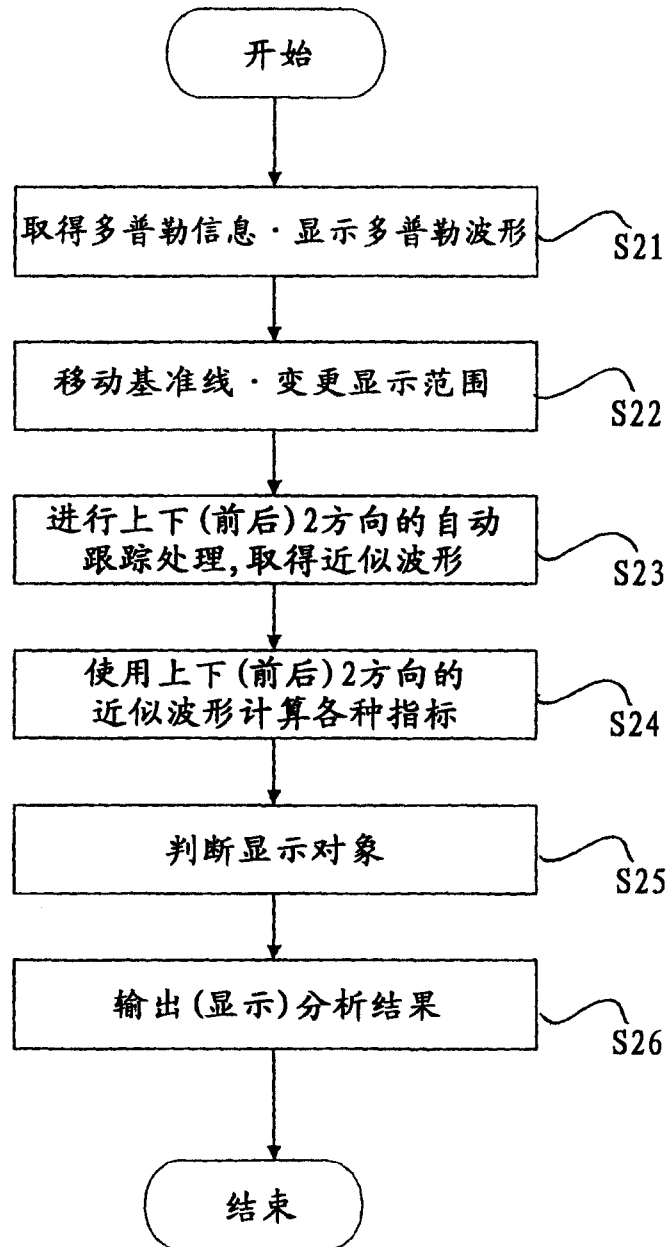 开始
取得多普勒信息·显示多普勒波形
S21
移动基准线·变更显示范围
S22
进行上下(前后)2方向的自动
跟踪处理,取得近似波形
S23
使用上下(前后)2方向的
近似波形计算各种指标
S24
判断显示对象
S25
输出(显示)分析结果
S26
结束